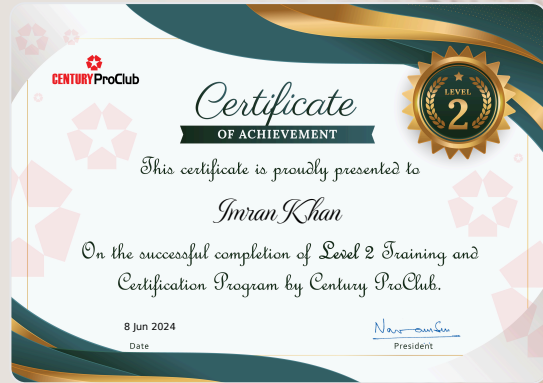 CENTURY ProClub
Certificate
OF ACHIEVEMENT
LEVEL
2
This certificate is proudly presented to
Imran Khan
On the successful completion of Level 2 Training and
Certification Program by Century ProClub.
8 Jun 2024
Date
President